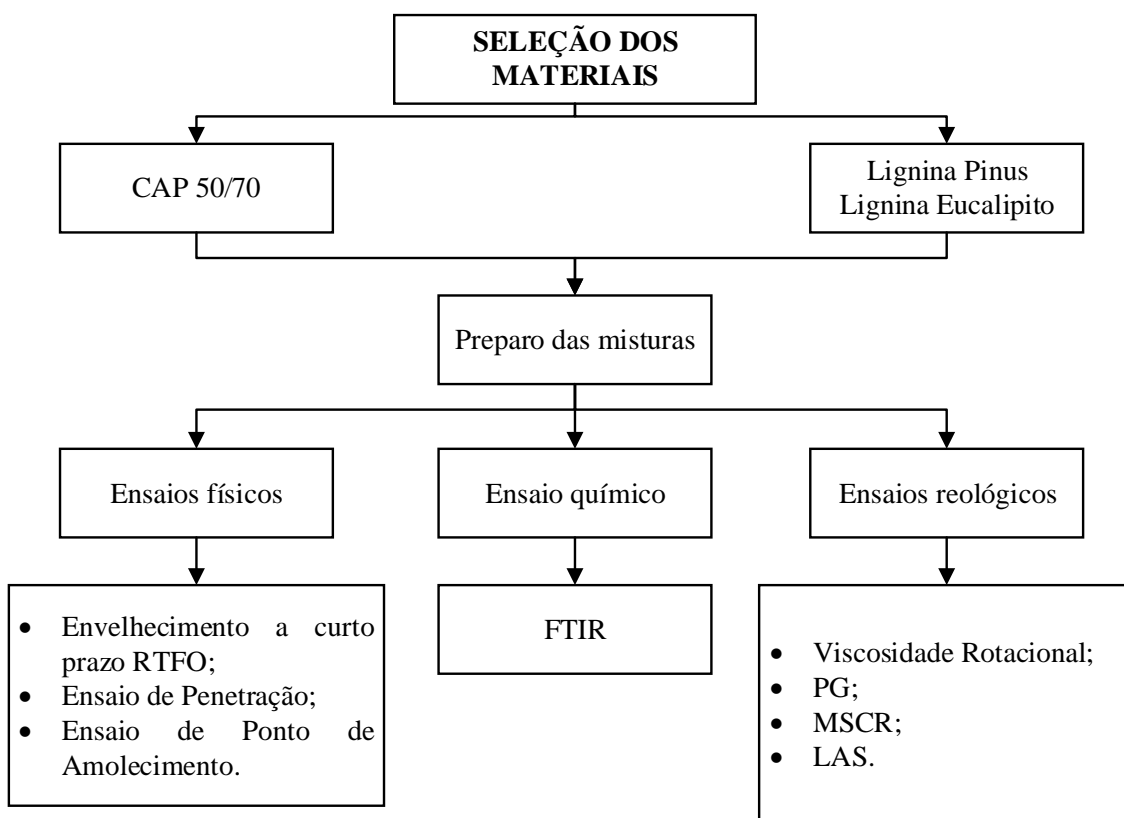 SELEÇÃO DOS
MATERIAIS
CAP 50/70
Lignina Pinus
Lignina Eucalipito
Preparo das misturas
Ensaios físicos
Ensaio químico
Ensaios reológicos
• Envelhecimento a curto
prazo RTFO;
• Ensaio de Penetração;
• Ensaio de Ponto de
Amolecimento.
FTIR
• Viscosidade Rotacional;
• PG;
• MSCR;
• LAS.